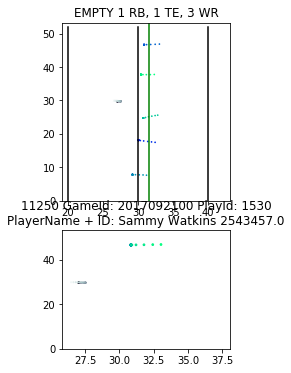 EMPTY 1 RB, 1 TE, 3 WR
50
40
30
20
10
0
20 25 30 35 40
11250 GameId: 2017092100 PlayId: 1530
PlayerName + ID: Sammy Watkins 2543457.0
40
20
0
27.5 30.0 32.5 35.0 37.5